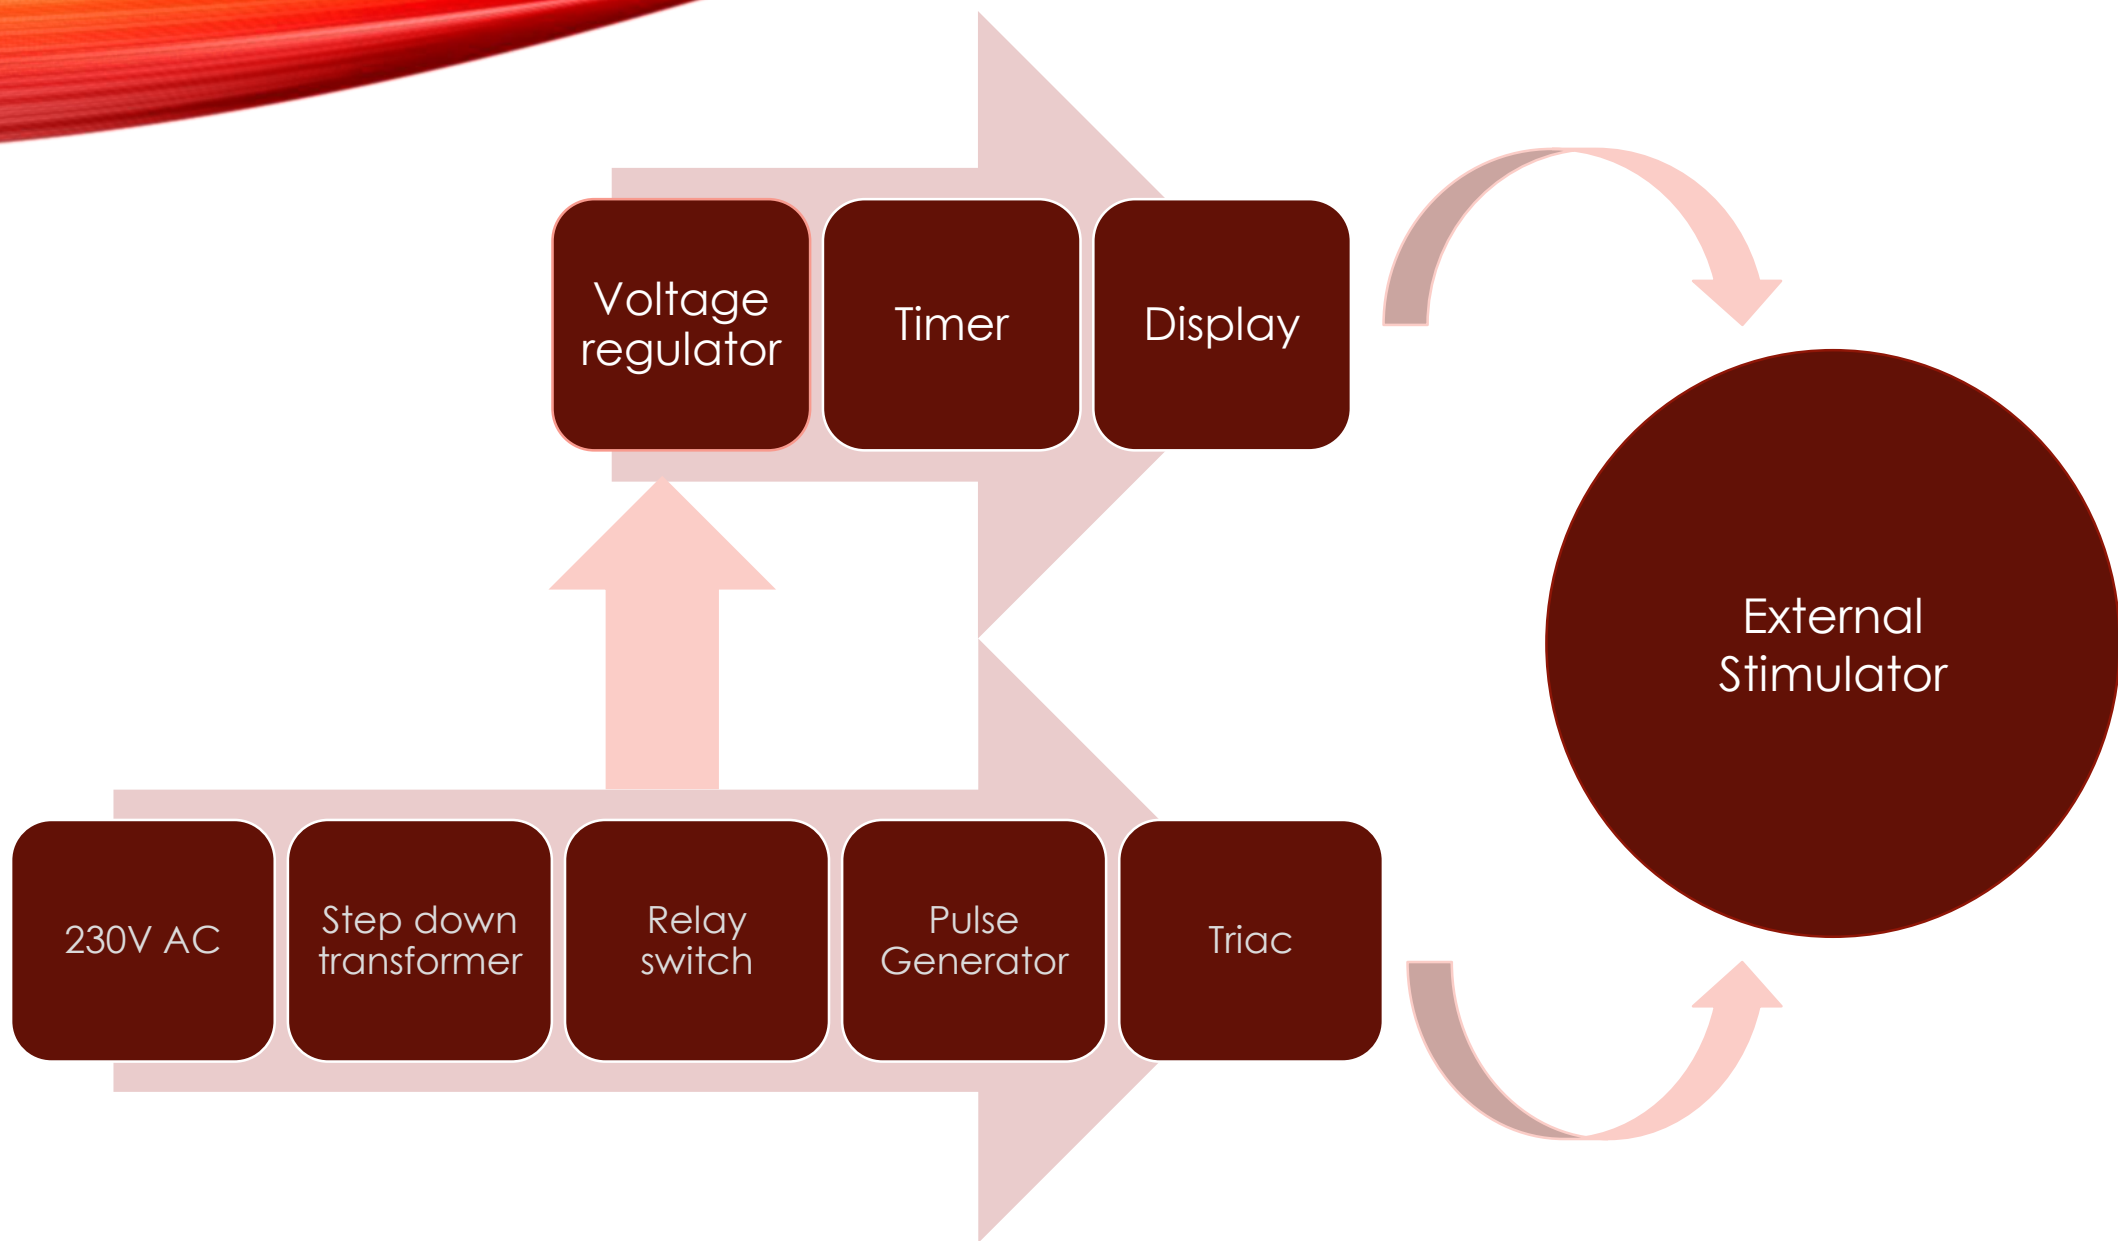 Voltage
regulator
Timer
Display
External
Stimulator
230V AC
Step down
transformer
Relay
switch
Pulse
Generator
Triac